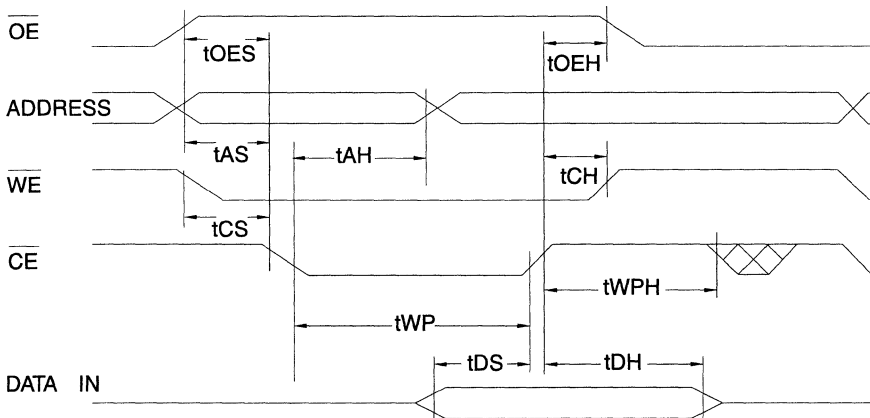 OE
tOES
tOEH
ADDRESS
tAS
tAH
WE
tCH
tCS
CE
tWPH
tWP
tDS
tDH
DATA IN